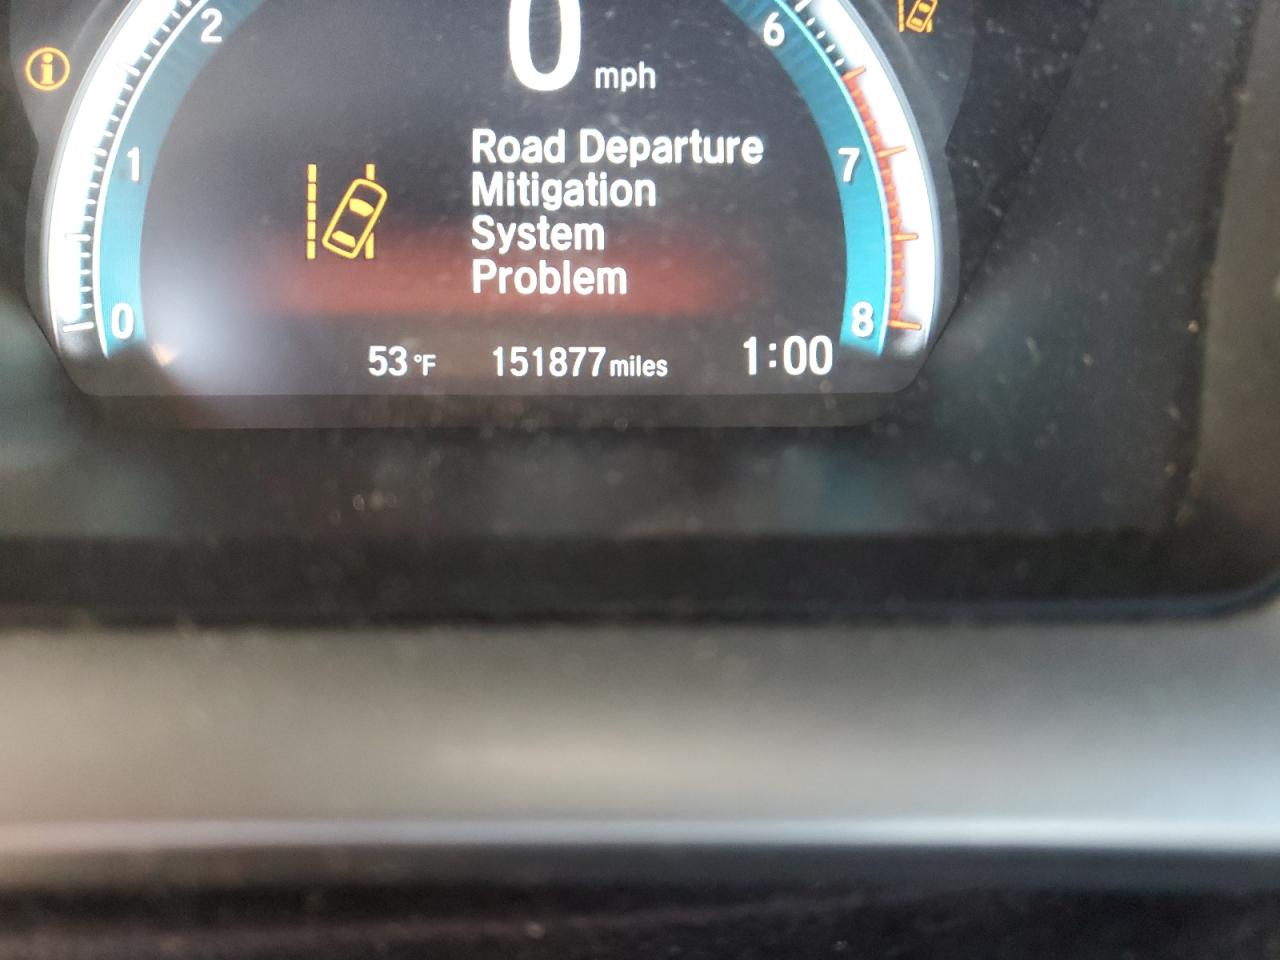 2
0
mph
6
1
Road Departure
7
Mitigation
System
Problem
0
8
53 °F
151877 miles
1:00